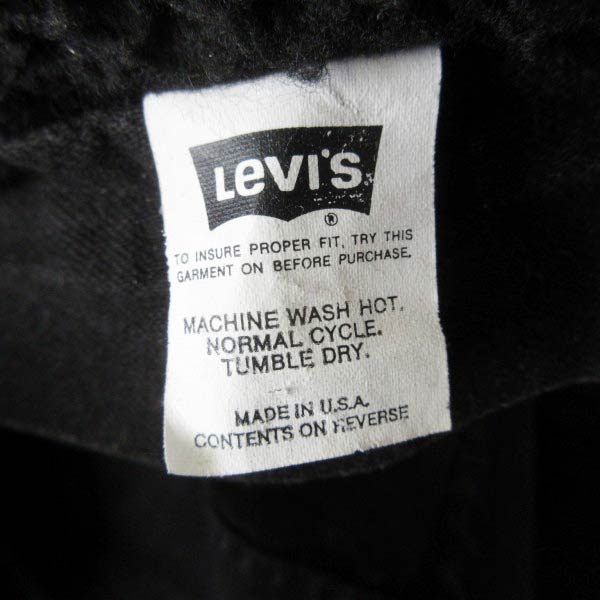 Levi's
®
TO INSURE PROPER FIT, TRY THIS
GARMENT ON BEFORE PURCHASE.
MACHINE WASH HOT.
NORMAL CYCLE.
TUMBLE DRY.
MADE IN U.S.A.
CONTENTS ON REVERSE